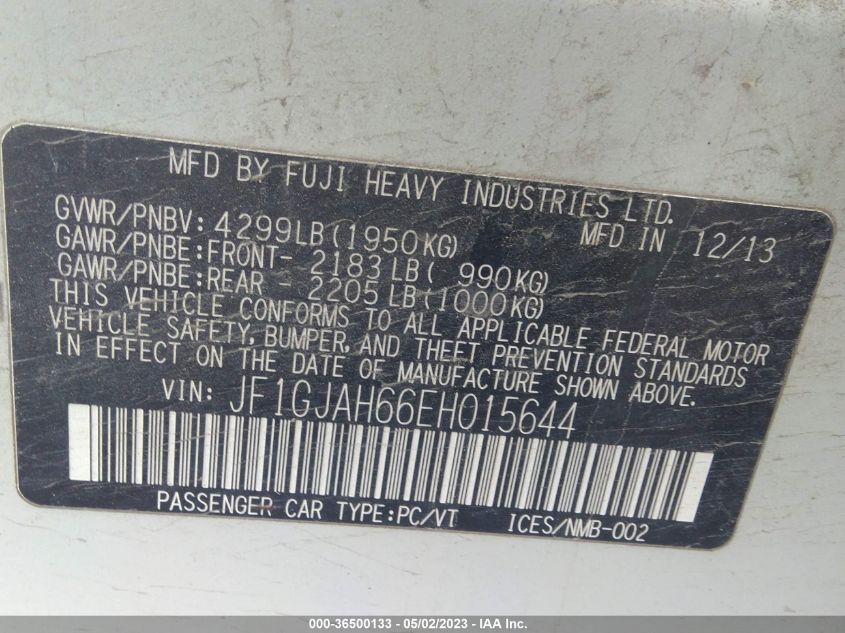 MFD BY FUJI HEAVY INDUSTRIES LTD.
GVWR/PNBV: 4299LB(1950KG) MFD IN 12/13
GAWR/PNBE:FRONT- 2183LB( 990KG)
GAWR/PNBE:REAR - 2205LB(1000KG)
THIS VEHICLE CONFORMS TO ALL APPLICABLE FEDERAL MOTOR
VEHICLE SAFETY, BUMPER, AND THEFT PREVENTION STANDARDS
IN EFFECT ON THE DATE OF MANUFACTURE SHOWN ABOVE.
VIN: JF1GJAH66EH015644
PASSENGER CAR TYPE:PC/VT ICES/NMB-002
000-36500133 - 05/02/2023 - IAA Inc.